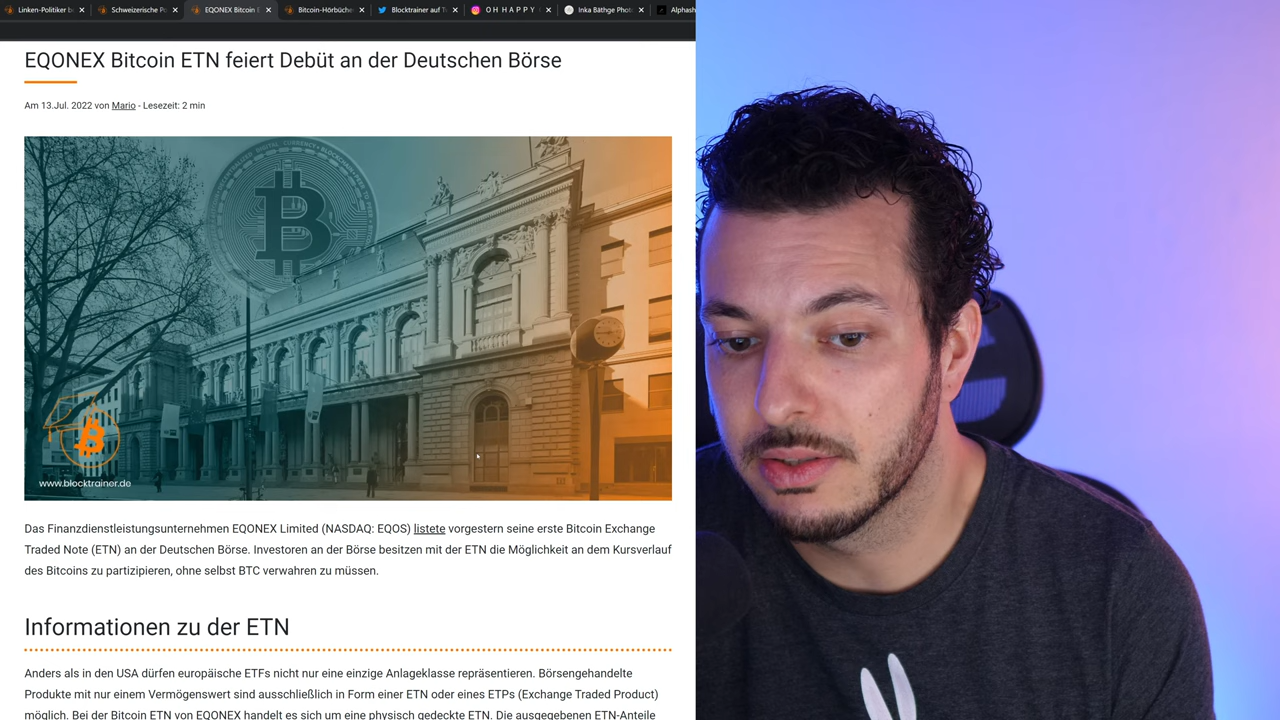 Linken-Politiker b
Schweizerische Po
EQONEX Bitcoin E
Bitcoin-Hörbüche
Blocktrainer auf T
O H  H A P P Y
Inka Bäthge Phot
Alphash
EQONEX Bitcoin ETN feiert Debüt an der Deutschen Börse
Am 13.Jul. 2022 von Mario - Lesezeit: 2 min
www.blocktrainer.de
Das Finanzdienstleistungsunternehmen EQONEX Limited (NASDAQ: EQOS) listete vorgestern seine erste Bitcoin Exchange
Traded Note (ETN) an der Deutschen Börse. Investoren an der Börse besitzen mit der ETN die Möglichkeit an dem Kursverlauf
des Bitcoins zu partizipieren, ohne selbst BTC verwahren zu müssen.
Informationen zu der ETN
Anders als in den USA dürfen europäische ETFs nicht nur eine einzige Anlageklasse repräsentieren. Börsengehandelte
Produkte mit nur einem Vermögenswert sind ausschließlich in Form einer ETN oder eines ETPs (Exchange Traded Product)
möglich. Bei der Bitcoin ETN von EQONEX handelt es sich um eine physisch gedeckte ETN. Die ausgegebenen ETN-Anteile